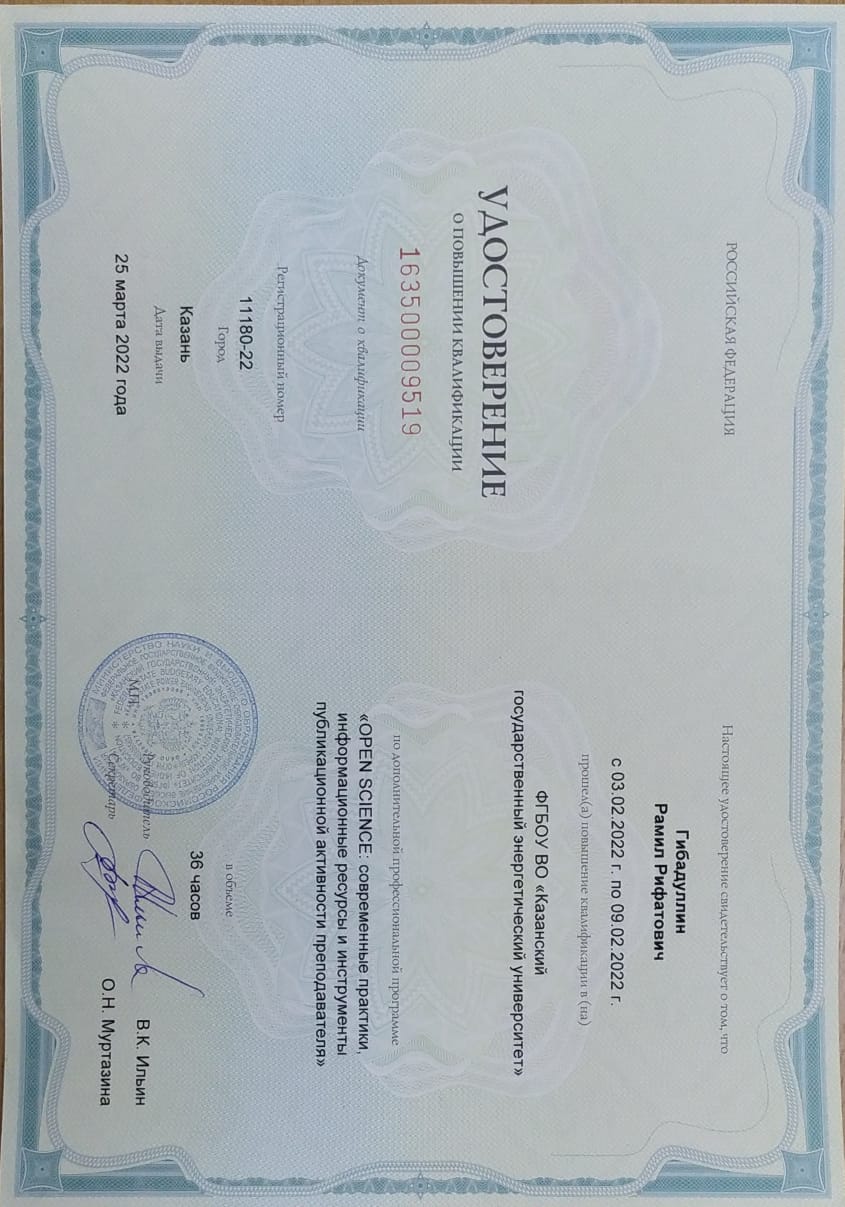 РОССИЙСКАЯ ФЕДЕРАЦИЯ
УДОСТОВЕРЕНИЕ
О ПОВЫШЕНИИ КВАЛИФИКАЦИИ
163500009519
Документ о квалификации
Регистрационный номер
11180-22
Город
Казань
Дата выдачи
25 марта 2022 года
Настоящее удостоверение свидетельствует о том, что
Гибадуллин
Рамил Рифатович
с 03.02.2022 г. по 09.02.2022 г.
прошел(а) повышение квалификации в (на)
ФГБОУ ВО «Казанский
государственный энергетический университет»
по дополнительной профессиональной программе
«OPEN SCIENCE: современные практики,
информационные ресурсы и инструменты
публикационной активности преподавателя»
в объеме
36 часов
М.П.
Руководитель
В.К. Ильин
Секретарь
О.Н. Муртазина